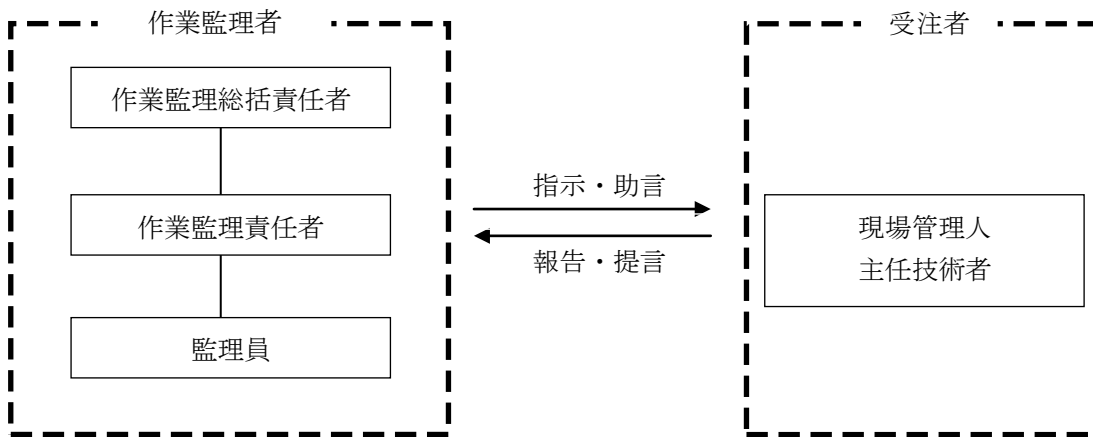 作業監理者
作業監理総括責任者
作業監理責任者
監理員
指示・助言
報告・提言
受注者
現場管理人
主任技術者